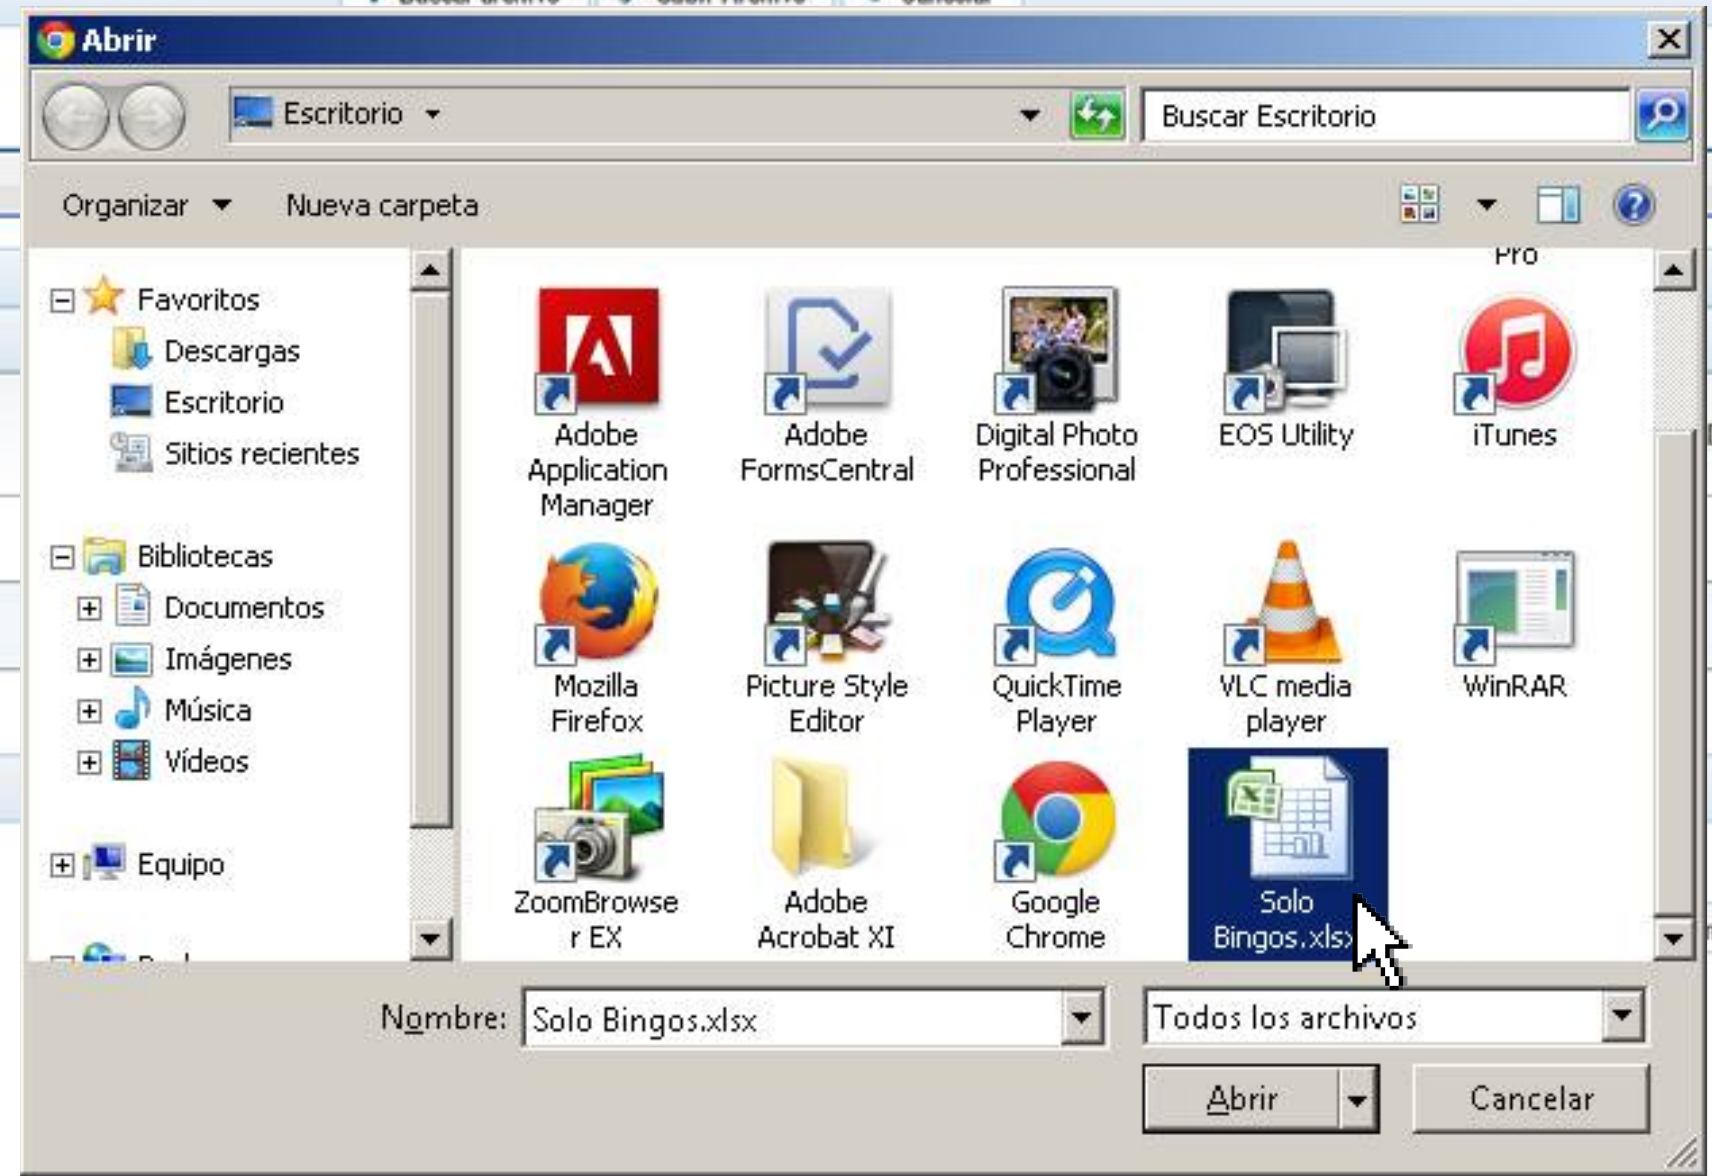 Abrir
Escritorio
Buscar Escritorio
Organizar
Nueva carpeta
Favoritos
Descargas
Escritorio
Sitios recientes
Bibliotecas
Documentos
Imágenes
Música
Vídeos
Equipo
Pro
Adobe
Application
Manager
Adobe
FormsCentral
Digital Photo
Professional
EOS Utility
iTunes
Mozilla
Firefox
Picture Style
Editor
QuickTime
Player
VLC media
player
WinRAR
ZoomBrowse
r EX
Adobe
Acrobat XI
Google
Chrome
Solo
Bingos.xlsx
Nombre:
Solo Bingos.xlsx
Todos los archivos
Abrir
Cancelar